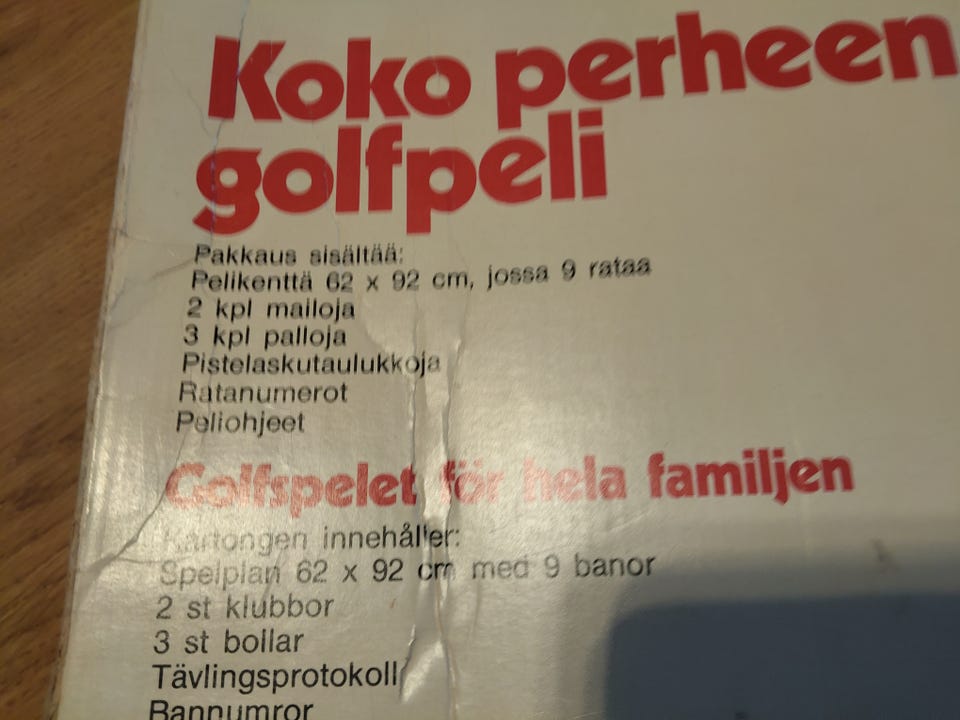 Koko perheen
golfpeli
Pakkaus sisältää:
Pelikenttä 62 x 92 cm, jossa 9 rataa
2 kpl mailoja
3 kpl palloja
Pistelaskutaulukkoja
Ratanumerot
Peliohjeet
Golfspelet för hela familjen
Kartongen innehåller:
Spelplan 62 x 92 cm med 9 banor
2 st klubbor
3 st bollar
Tävlingsprotokoll
Bannumror